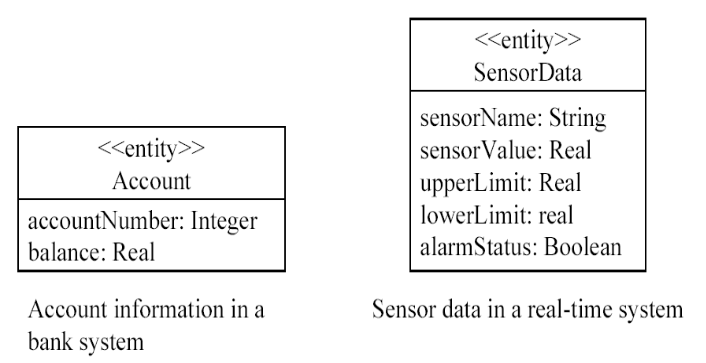 <<entity>>
Account
accountNumber: Integer
balance: Real
Account information in a
bank system
<<entity>>
SensorData
sensorName: String
sensorValue: Real
upperLimit: Real
lowerLimit: real
alarmStatus: Boolean
Sensor data in a real-time system